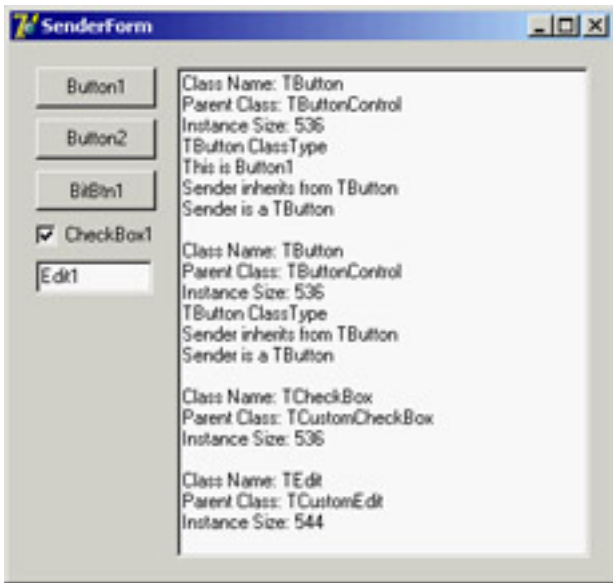 SenderForm
Button1
Button2
BitBtn1
CheckBox1
Edit1
Class Name: TButton
Parent Class: TButtonControl
Instance Size: 536
TButton ClassType
This is Button1
Sender inherits from TButton
Sender is a TButton
Class Name: TButton
Parent Class: TButtonControl
Instance Size: 536
TButton ClassType
Sender inherits from TButton
Sender is a TButton
Class Name: TCheckBox
Parent Class: TCustomCheckBox
Instance Size: 536
Class Name: TEdit
Parent Class: TCustomEdit
Instance Size: 544